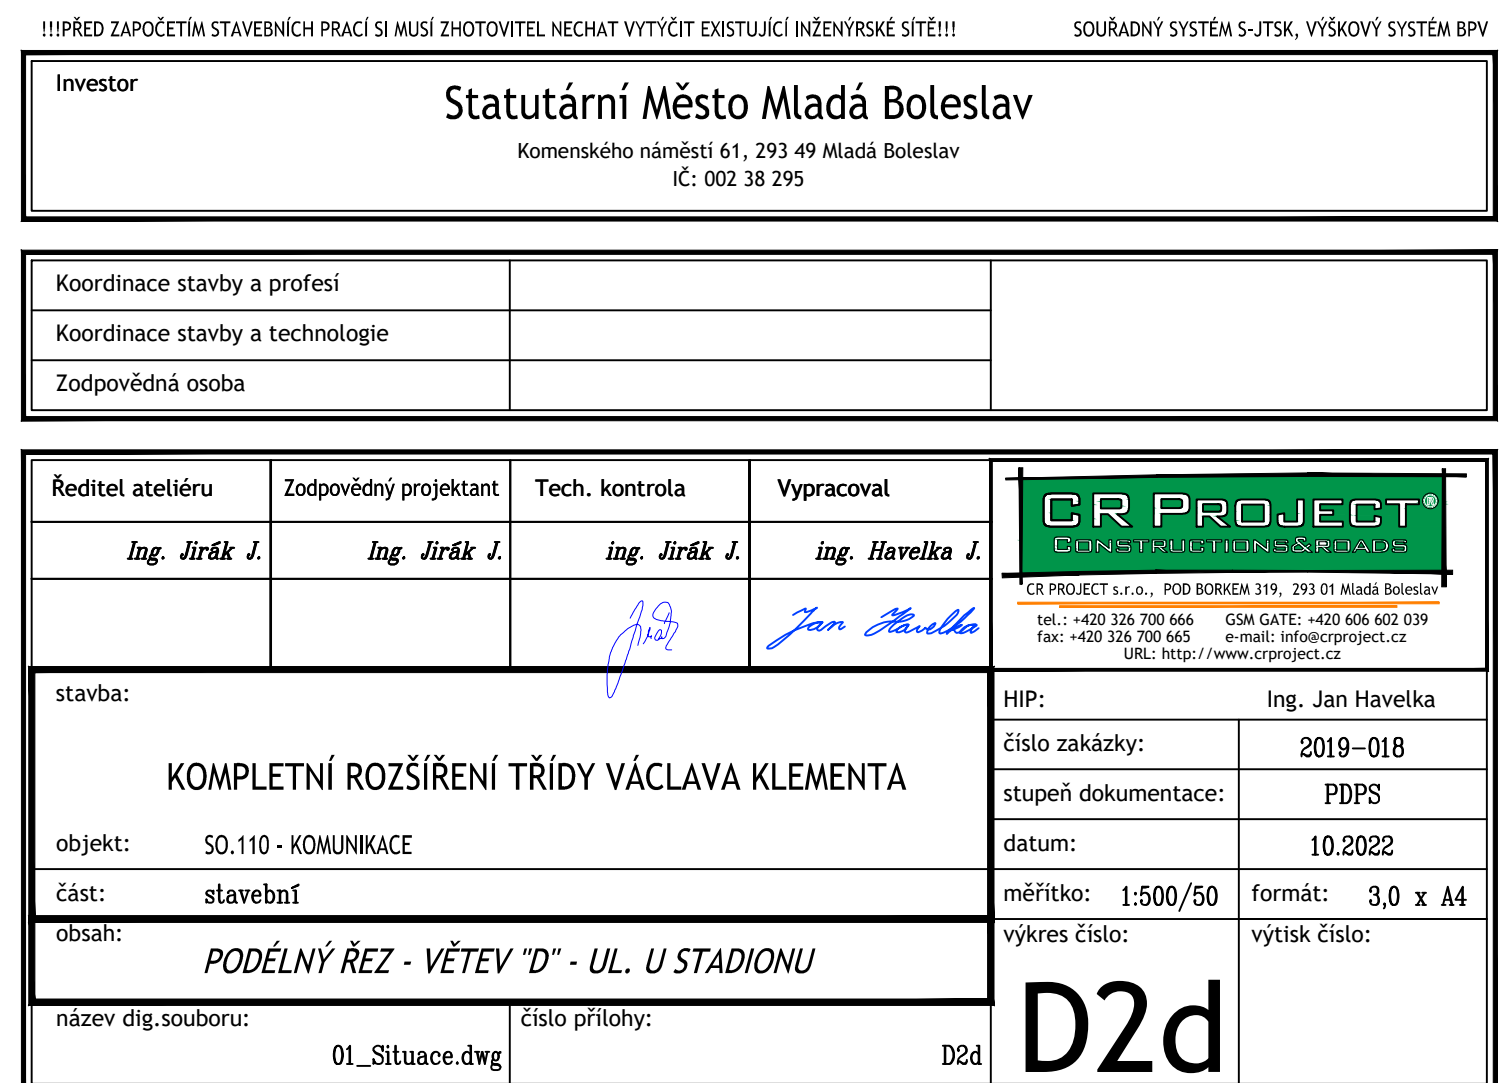 !!!PŘED ZAPOČETÍM STAVEBNÍCH PRACÍ SI MUSÍ ZHOTOVITEL NECHAT VYTÝČIT EXISTUJÍCÍ INŽENÝRSKÉ SÍTĚ!!! SOUŘADNÝ SYSTÉM S-JTSK, VÝŠKOVÝ SYSTÉM BPV
Investor
Statutární Město Mladá Boleslav
Komenského náměstí 61, 293 49 Mladá Boleslav
IČ: 002 38 295
Koordinace stavby a profesí
Koordinace stavby a technologie
Zodpovědná osoba
Ředitel ateliéru Zodpovědný projektant Tech. kontrola Vypracoval
Ing. Jirák J. Ing. Jirák J. ing. Jirák J. ing. Havelka J.
Jan Havelka
CR PROJECT®
CONSTRUCTIONS&ROADS
CR PROJECT s.r.o., POD BORKEM 319, 293 01 Mladá Boleslav
tel.: +420 326 700 666 GSM GATE: +420 606 602 039
fax: +420 326 700 665 e-mail: info@crproject.cz
URL: http://www.crproject.cz
stavba:
KOMPLETNÍ ROZŠÍŘENÍ TŘÍDY VÁCLAVA KLEMENTA
objekt: SO.110 - KOMUNIKACE
část: stavební
obsah:
PODÉLNÝ ŘEZ - VĚTEV "D" - UL. U STADIONU
název dig.souboru:
01_Situace.dwg
číslo přílohy:
D2d
HIP: Ing. Jan Havelka
číslo zakázky: 2019-018
stupeň dokumentace: PDPS
datum: 10.2022
měřítko: 1:500/50 formát: 3,0 x A4
výkres číslo: výtisk číslo:
D2d